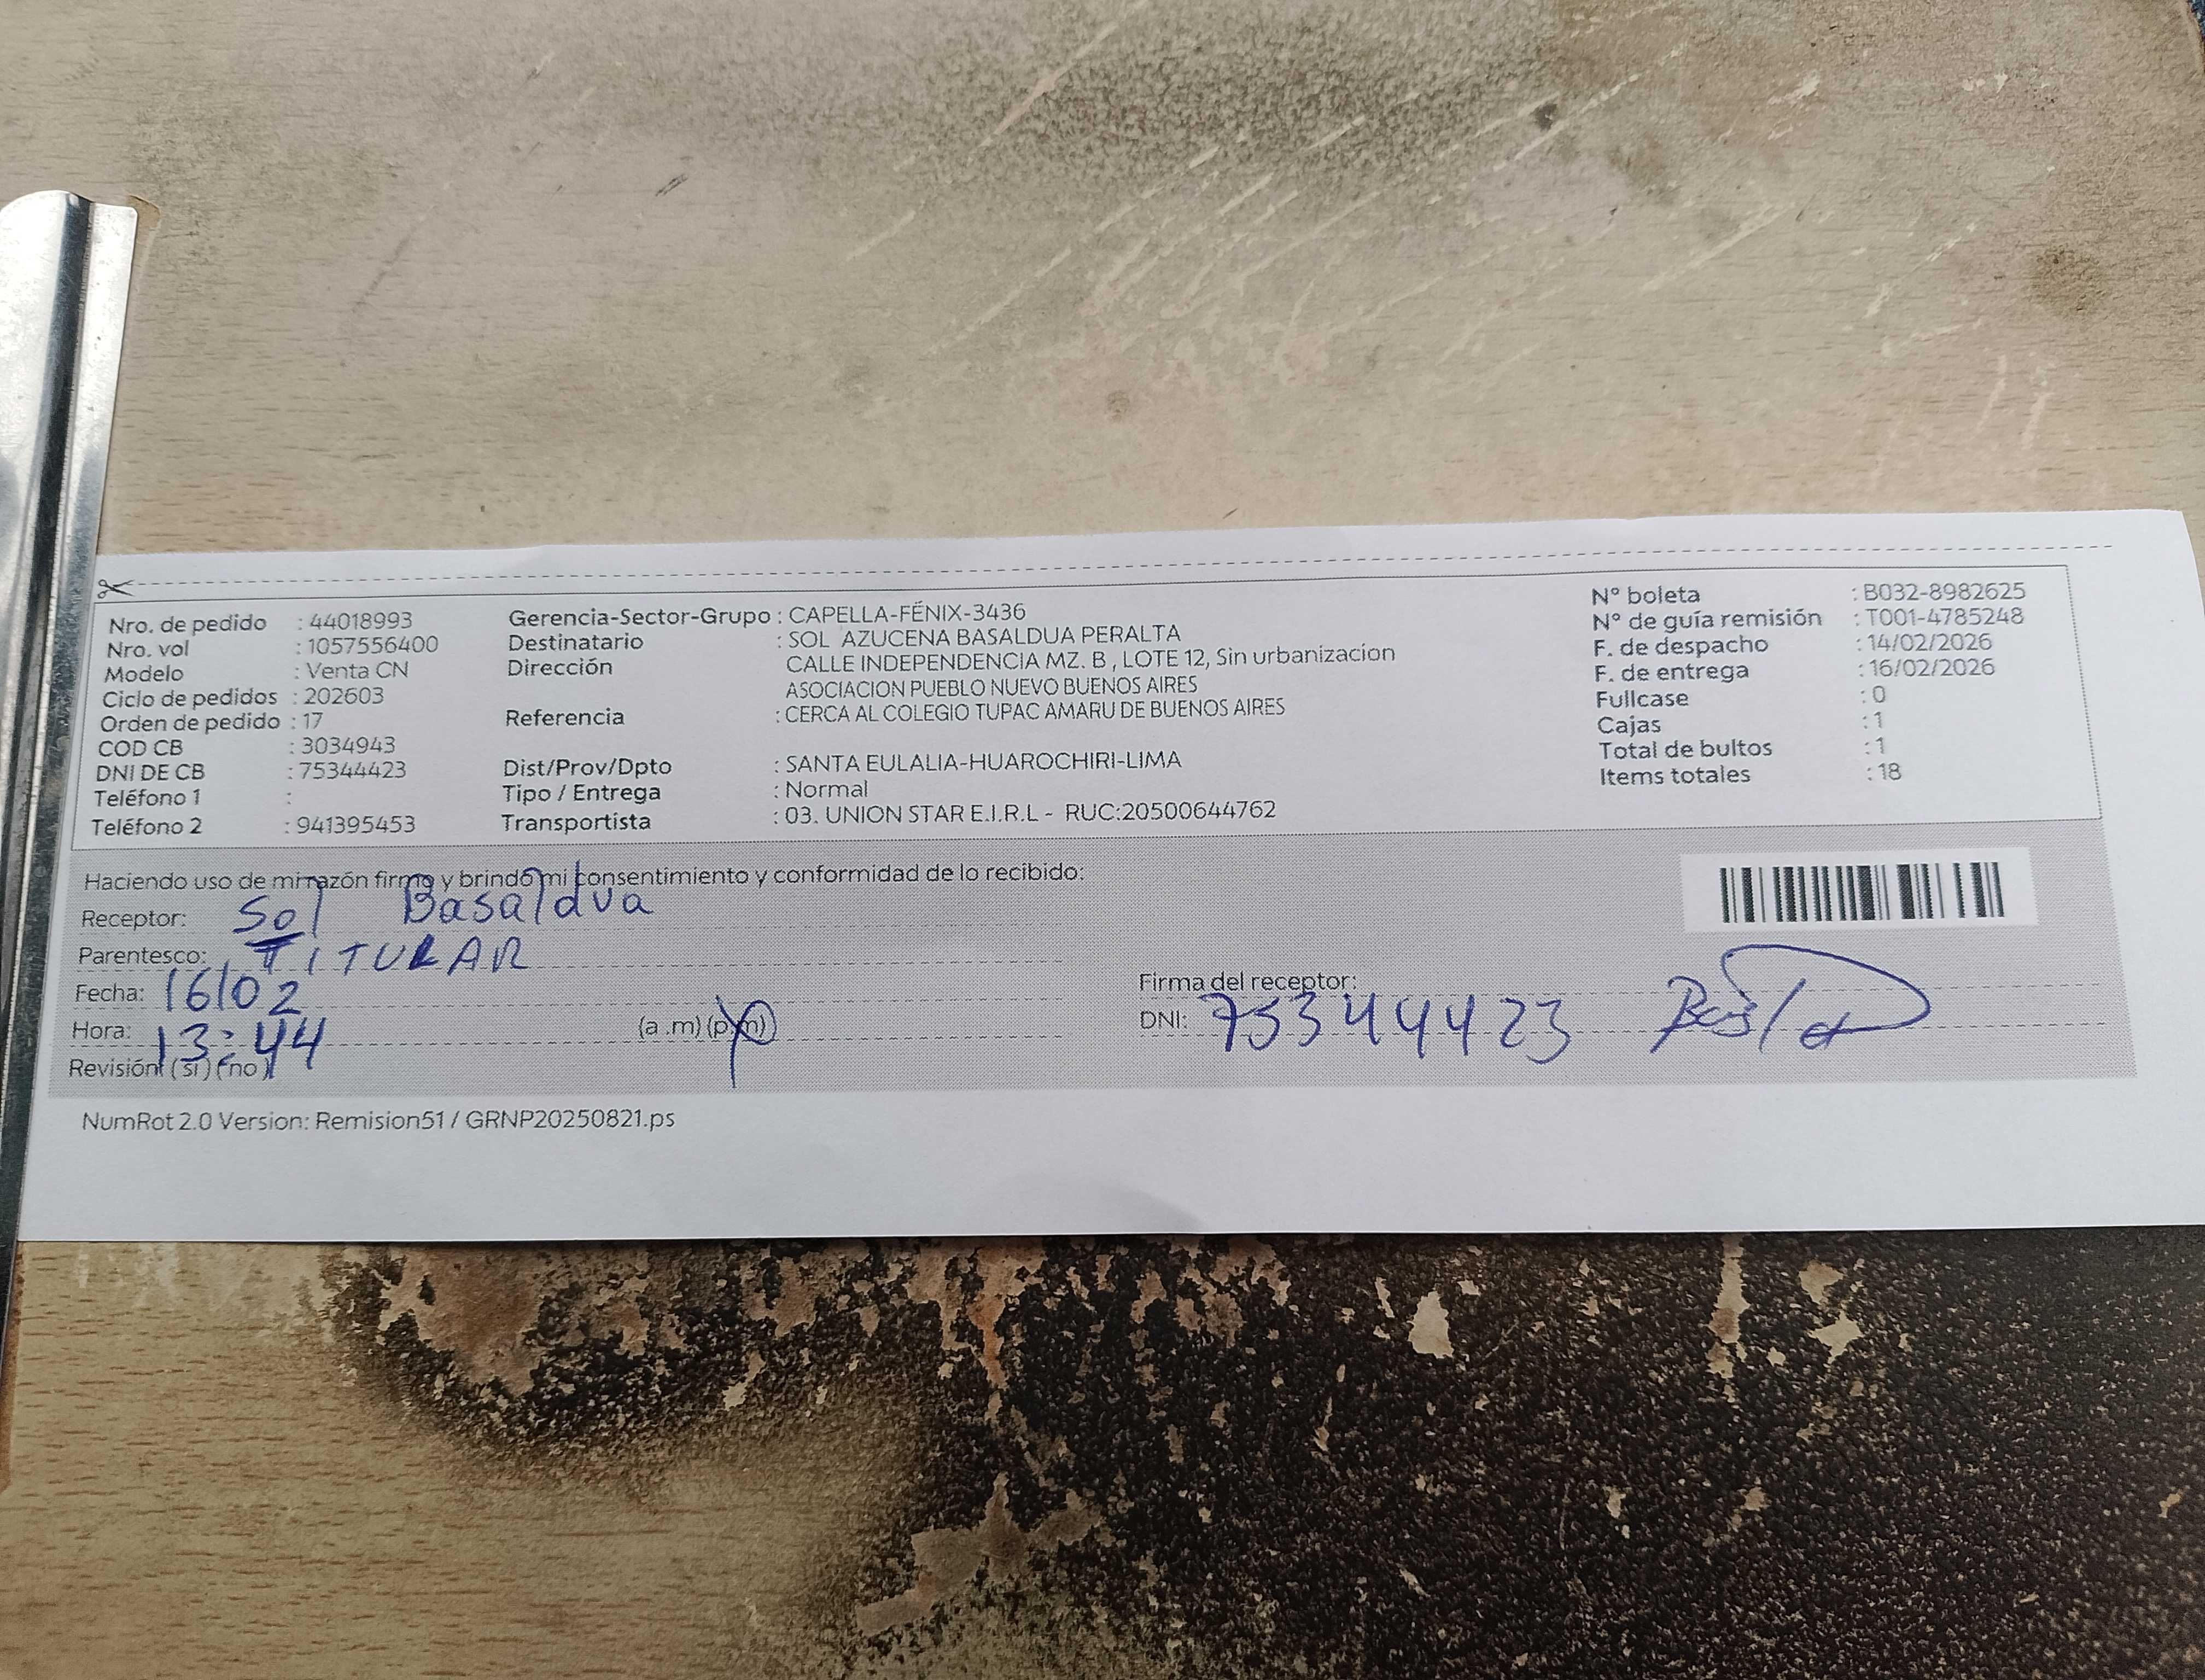 Nro. de pedido : 44018993
Nro. vol : 1057556400
Modelo : Venta CN
Ciclo de pedidos : 202603
Orden de pedido : 17
COD CB : 3034943
DNI DE CB : 75344423
Teléfono 1 :
Teléfono 2 : 941395453
Gerencia-Sector-Grupo : CAPELLA-FÉNIX-3436
Destinatario : SOL AZUCENA BASALDUA PERALTA
Dirección CALLE INDEPENDENCIA MZ. B , LOTE 12, Sin urbanizacion
ASOCIACION PUEBLO NUEVO BUENOS AIRES
Referencia : CERCA AL COLEGIO TUPAC AMARU DE BUENOS AIRES
Dist/Prov/Dpto : SANTA EULALIA-HUAROCHIRI-LIMA
Tipo / Entrega : Normal
Transportista : 03. UNION STAR E.I.R.L - RUC:20500644762
N° boleta : B032-8982625
N° de guía remisión : T001-4785248
F. de despacho : 14/02/2026
F. de entrega : 16/02/2026
Fullcase : 0
Cajas : 1
Total de bultos : 1
Items totales : 18
Haciendo uso de mi razón firmo y brindo mi consentimiento y conformidad de lo recibido:
Receptor: Sol Basaldua
Parentesco: TITULAR
Fecha: 16/02
Hora: 13:44 (a .m) (p.m)
Revisión (si) (no)
Firma del receptor:
DNI: 75344423
NumRot 2.0 Version: Remision51 / GRNP20250821.ps